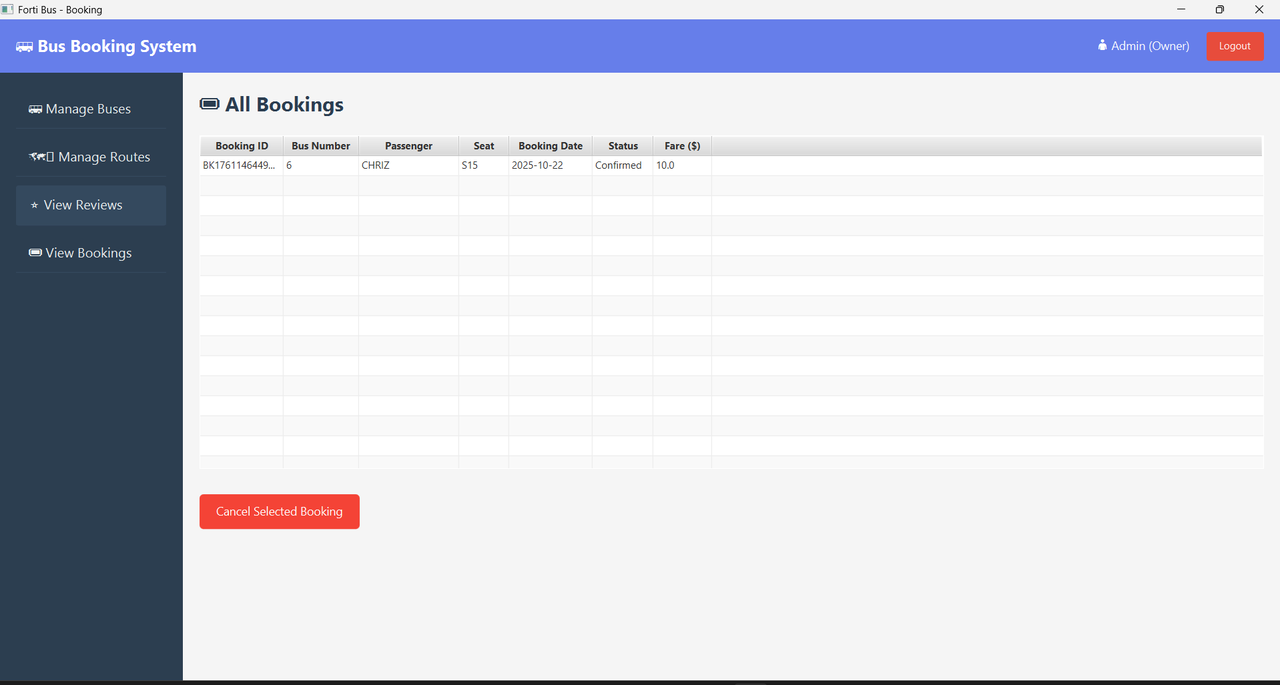 Forti Bus - Booking
Bus Booking System
Admin (Owner)
Logout
Manage Buses
Manage Routes
View Reviews
View Bookings
All Bookings
Booking ID Bus Number Passenger Seat Booking Date Status Fare ($)
BK1761146449... 6 CHRIZ S15 2025-10-22 Confirmed 10.0
Cancel Selected Booking